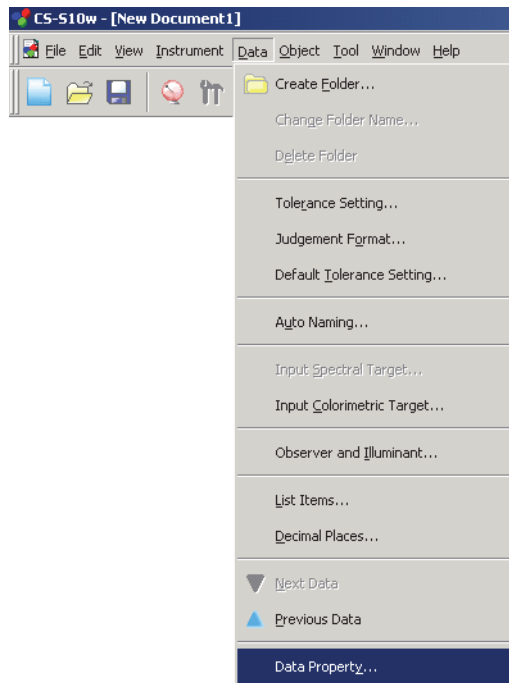 CS-S10w - [New Document1]
File Edit View Instrument Data Object Tool Window Help
Create Folder...
Change Folder Name...
Delete Folder
Tolerance Setting...
Judgement Format...
Default Tolerance Setting...
Auto Naming...
Input Spectral Target...
Input Colorimetric Target...
Observer and Illuminant...
List Items...
Decimal Places...
Next Data
Previous Data
Data Property...